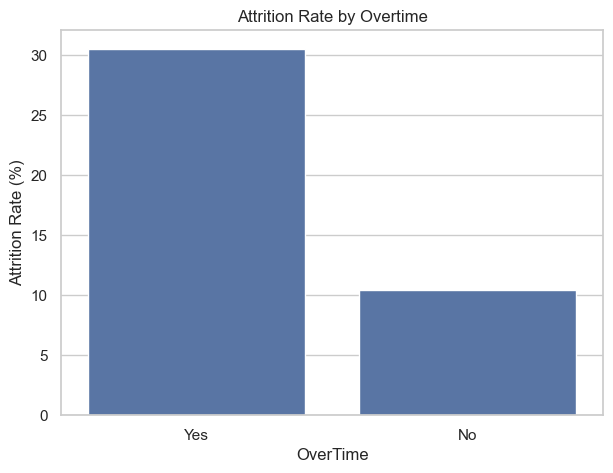 Attrition Rate by Overtime
Attrition Rate (%)
30
25
20
15
10
5
0
Yes No
OverTime